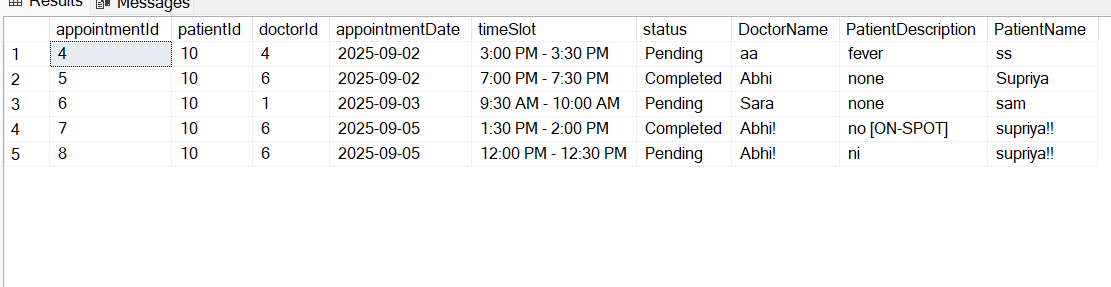 Results Messages
appointmentId patientId doctorId appointmentDate timeSlot status DoctorName PatientDescription PatientName
1 4 10 4 2025-09-02 3:00 PM - 3:30 PM Pending aa fever ss
2 5 10 6 2025-09-02 7:00 PM - 7:30 PM Completed Abhi none Supriya
3 6 10 1 2025-09-03 9:30 AM - 10:00 AM Pending Sara none sam
4 7 10 6 2025-09-05 1:30 PM - 2:00 PM Completed Abhi! no [ON-SPOT] supriya!!
5 8 10 6 2025-09-05 12:00 PM - 12:30 PM Pending Abhi! ni supriya!!